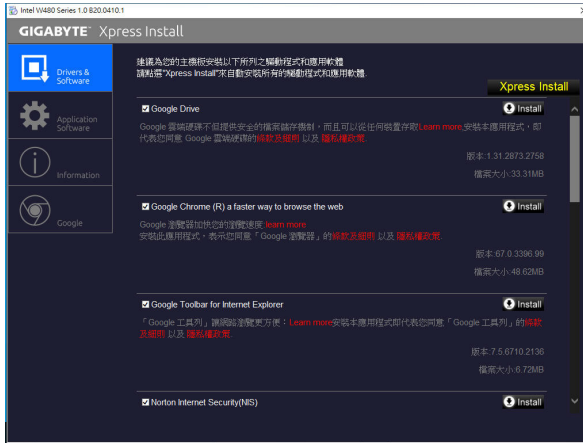 Intel W480 Series 1.0 B20.0410.1
GIGABYTE™ Xpress Install
建議為您的主機板安裝以下所列之驅動程式和應用軟體
請點選"Xpress Install"來自動安裝所有的驅動程式和應用軟體.
Xpress Install
Drivers &
Software
Application
Software
Information
Google
Google Drive
Install
Google 雲端硬碟不但提供安全的檔案儲存機制，而且可以從任何裝置存取Learn more,安裝本應用程式，即
代表您同意 Google 雲端硬碟的條款及細則 以及 隱私權政策.
版本:1.31.2873.2758
檔案大小:33.31MB
Google Chrome (R) a faster way to browse the web
Install
Google 瀏覽器加快您的瀏覽速度.learn more
安裝此應用程式，表示您同意「Google 瀏覽器」的條款及細則 以及 隱私權政策.
版本:67.0.3396.99
檔案大小:48.62MB
Google Toolbar for Internet Explorer
Install
「Google 工具列」讓網路瀏覽更方便：Learn more安裝本應用程式即代表您同意「Google 工具列」的條款
及細則 以及 隱私權政策.
版本:7.5.6710.2136
檔案大小:6.72MB
Norton Internet Security(NIS)
Install